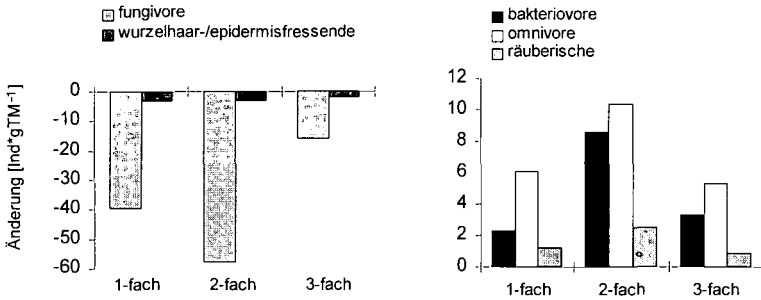 fungivore
wurzelhaar-/epidermisfressende
Änderung [Ind*gTM⁻¹]
0
-10
-20
-30
-40
-50
-60
1-fach
2-fach
3-fach
bakteriovore
omnivore
räuberische
12
10
8
6
4
2
0
1-fach
2-fach
3-fach